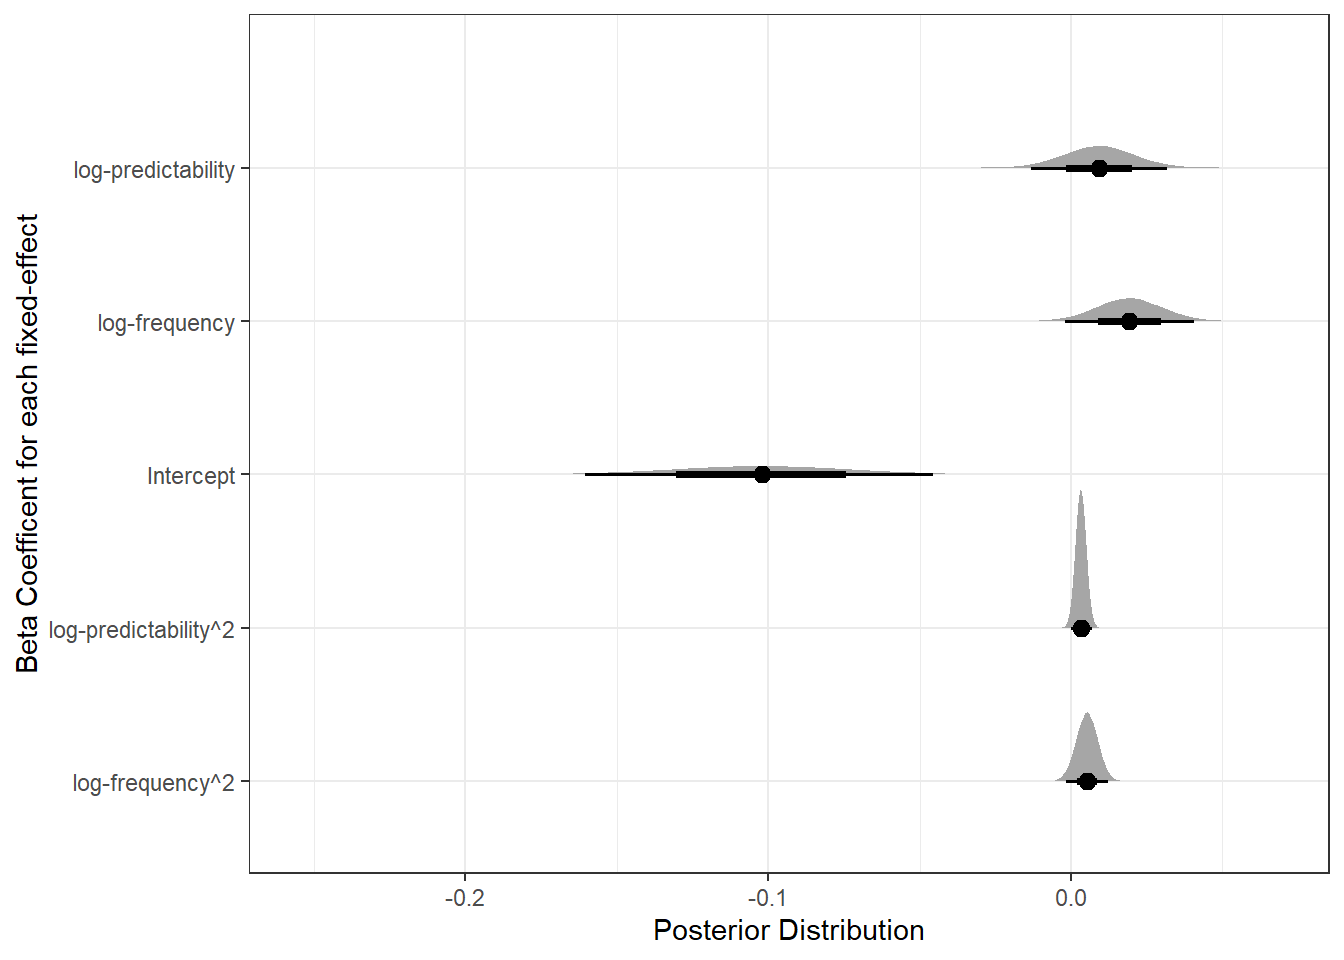 Beta Coefficent for each fixed-effect
log-predictability
log-frequency
Intercept
log-predictability^2
log-frequency^2
-0.2
-0.1
0.0
Posterior Distribution